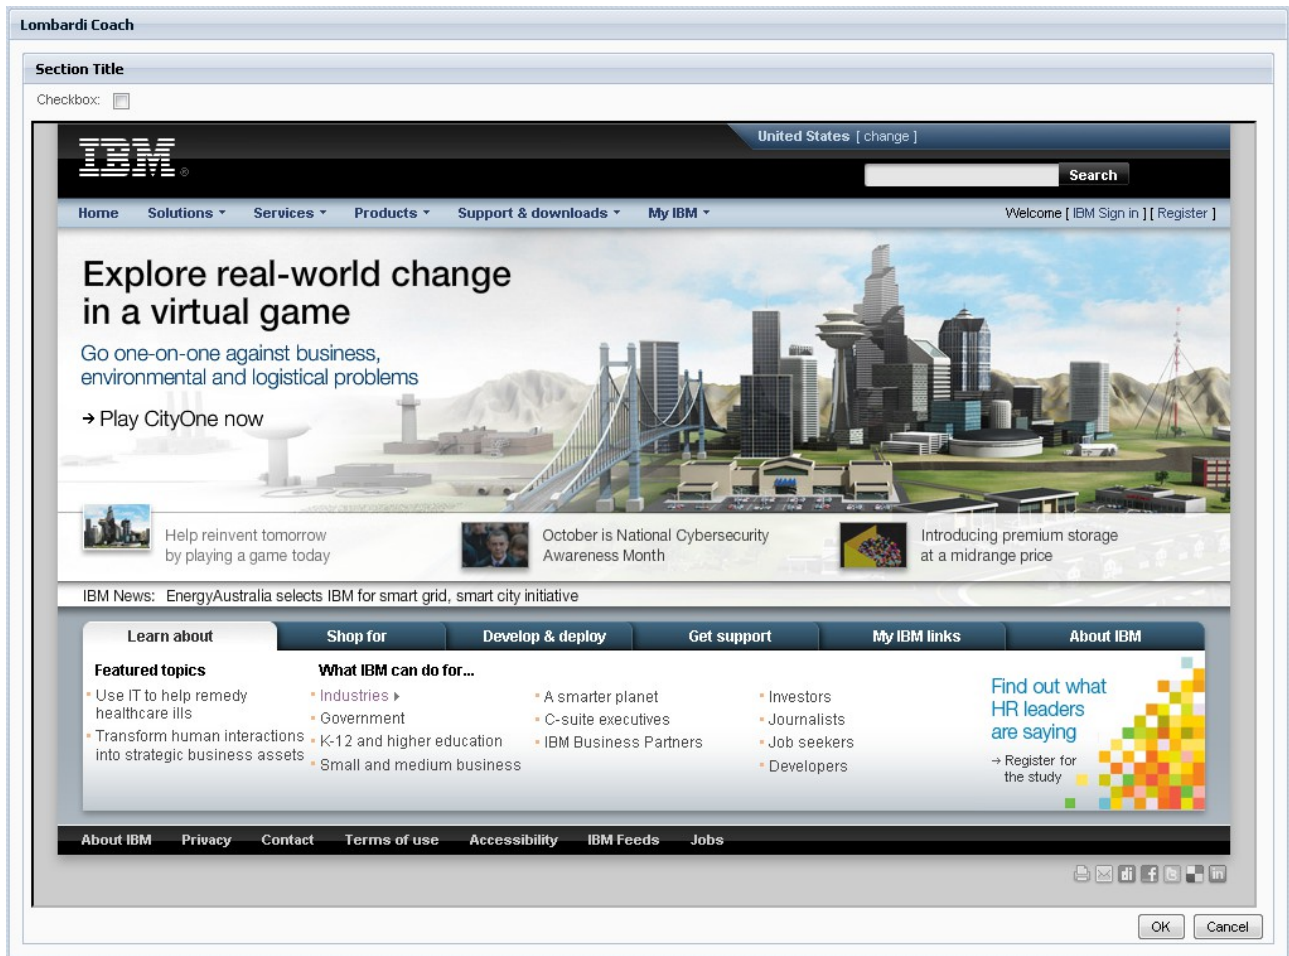 Lombardi Coach
Section Title
Checkbox:
United States [ change ]
IBM ®
Search
Home Solutions Services Products Support & downloads My IBM Welcome [ IBM Sign in ] [ Register ]
Explore real-world change
in a virtual game
Go one-on-one against business,
environmental and logistical problems
→ Play CityOne now
Help reinvent tomorrow
by playing a game today
October is National Cybersecurity
Awareness Month
Introducing premium storage
at a midrange price
IBM News: EnergyAustralia selects IBM for smart grid, smart city initiative
Learn about Shop for Develop & deploy Get support My IBM links About IBM
Featured topics
Use IT to help remedy
healthcare ills
Transform human interactions
into strategic business assets
What IBM can do for...
Industries
Government
K-12 and higher education
Small and medium business
A smarter planet
C-suite executives
IBM Business Partners
Investors
Journalists
Job seekers
Developers
Find out what
HR leaders
are saying
→ Register for
the study
About IBM Privacy Contact Terms of use Accessibility IBM Feeds Jobs
di f t in
OK Cancel